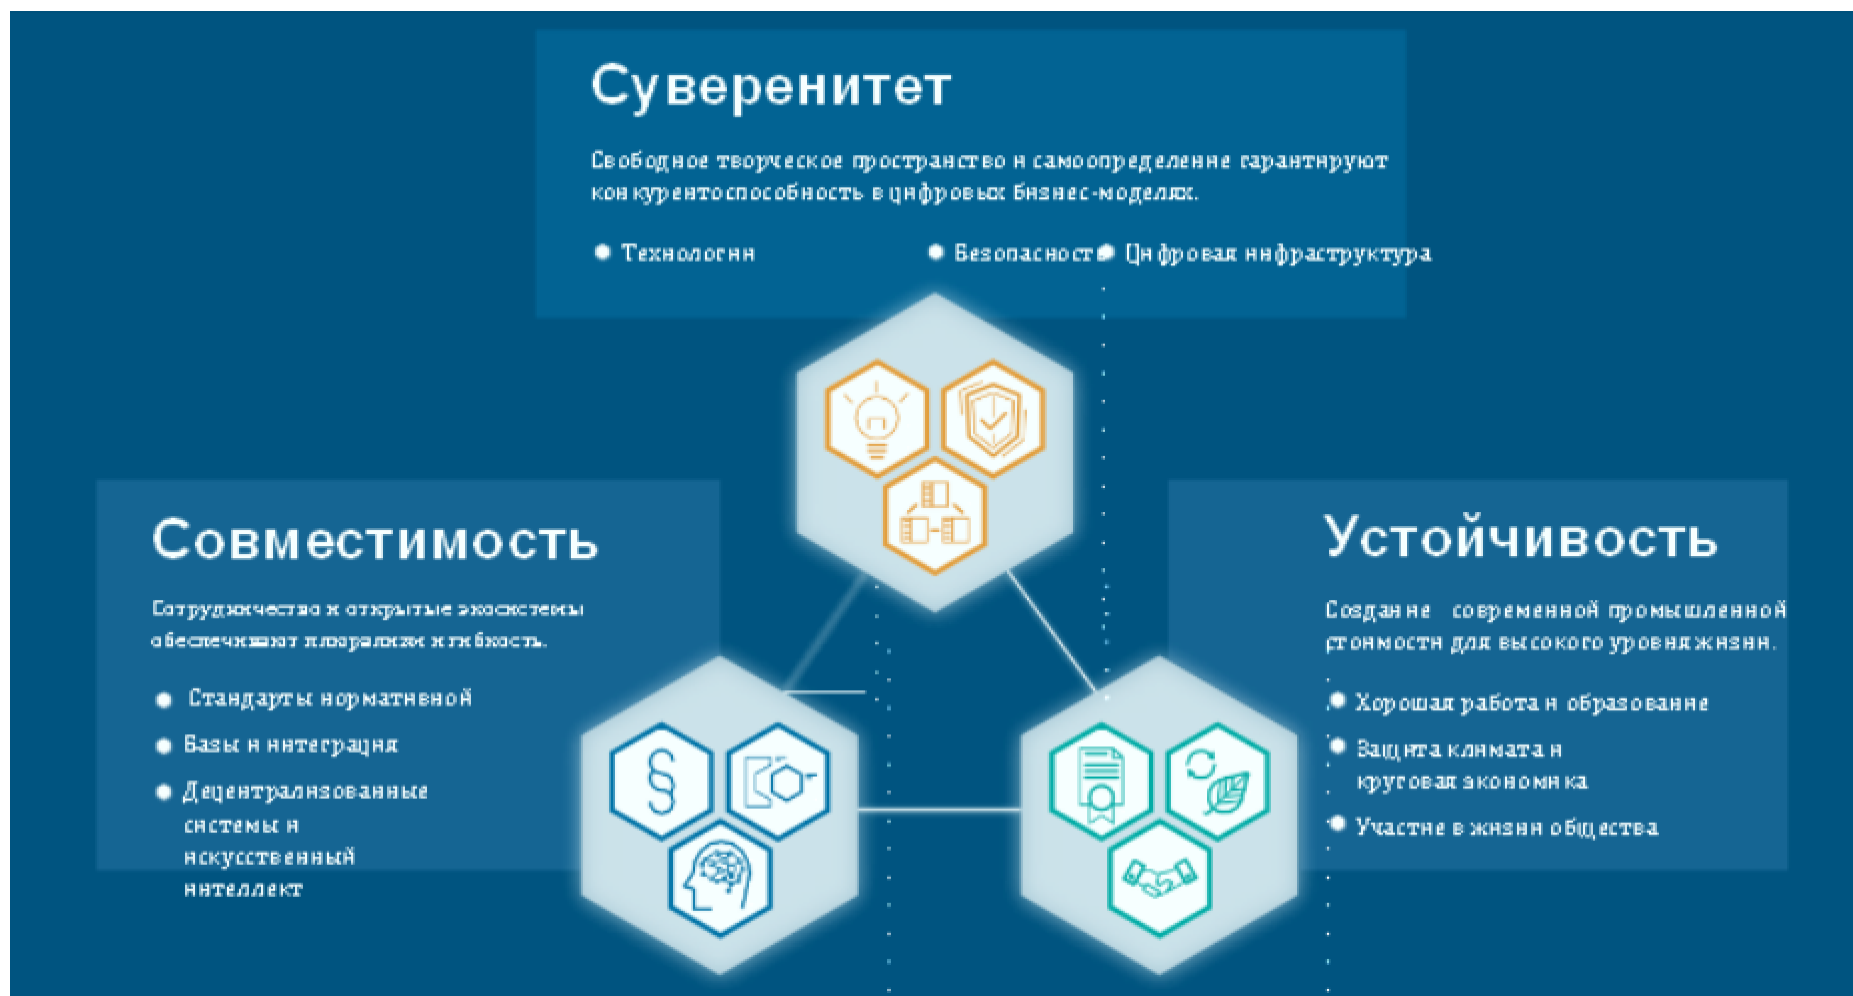 Суверенитет
Свободное творческое пространство и самоопределение гарантируют
конкурентоспособность в цифровых бизнес-моделях.
Технологии
Безопасность
Цифровая инфраструктура
Совместимость
Сотрудничество и открытые экосистемы
обеспечивают плюрализм и гибкость.
Стандарты нормативной
Базы и интеграция
Децентрализованные
системы и
искусственный
интеллект
Устойчивость
Создание современной промышленной
стоимости для высокого уровня жизни.
Хорошая работа и образование
Защита климата и
круговая экономика
Участие в жизни общества